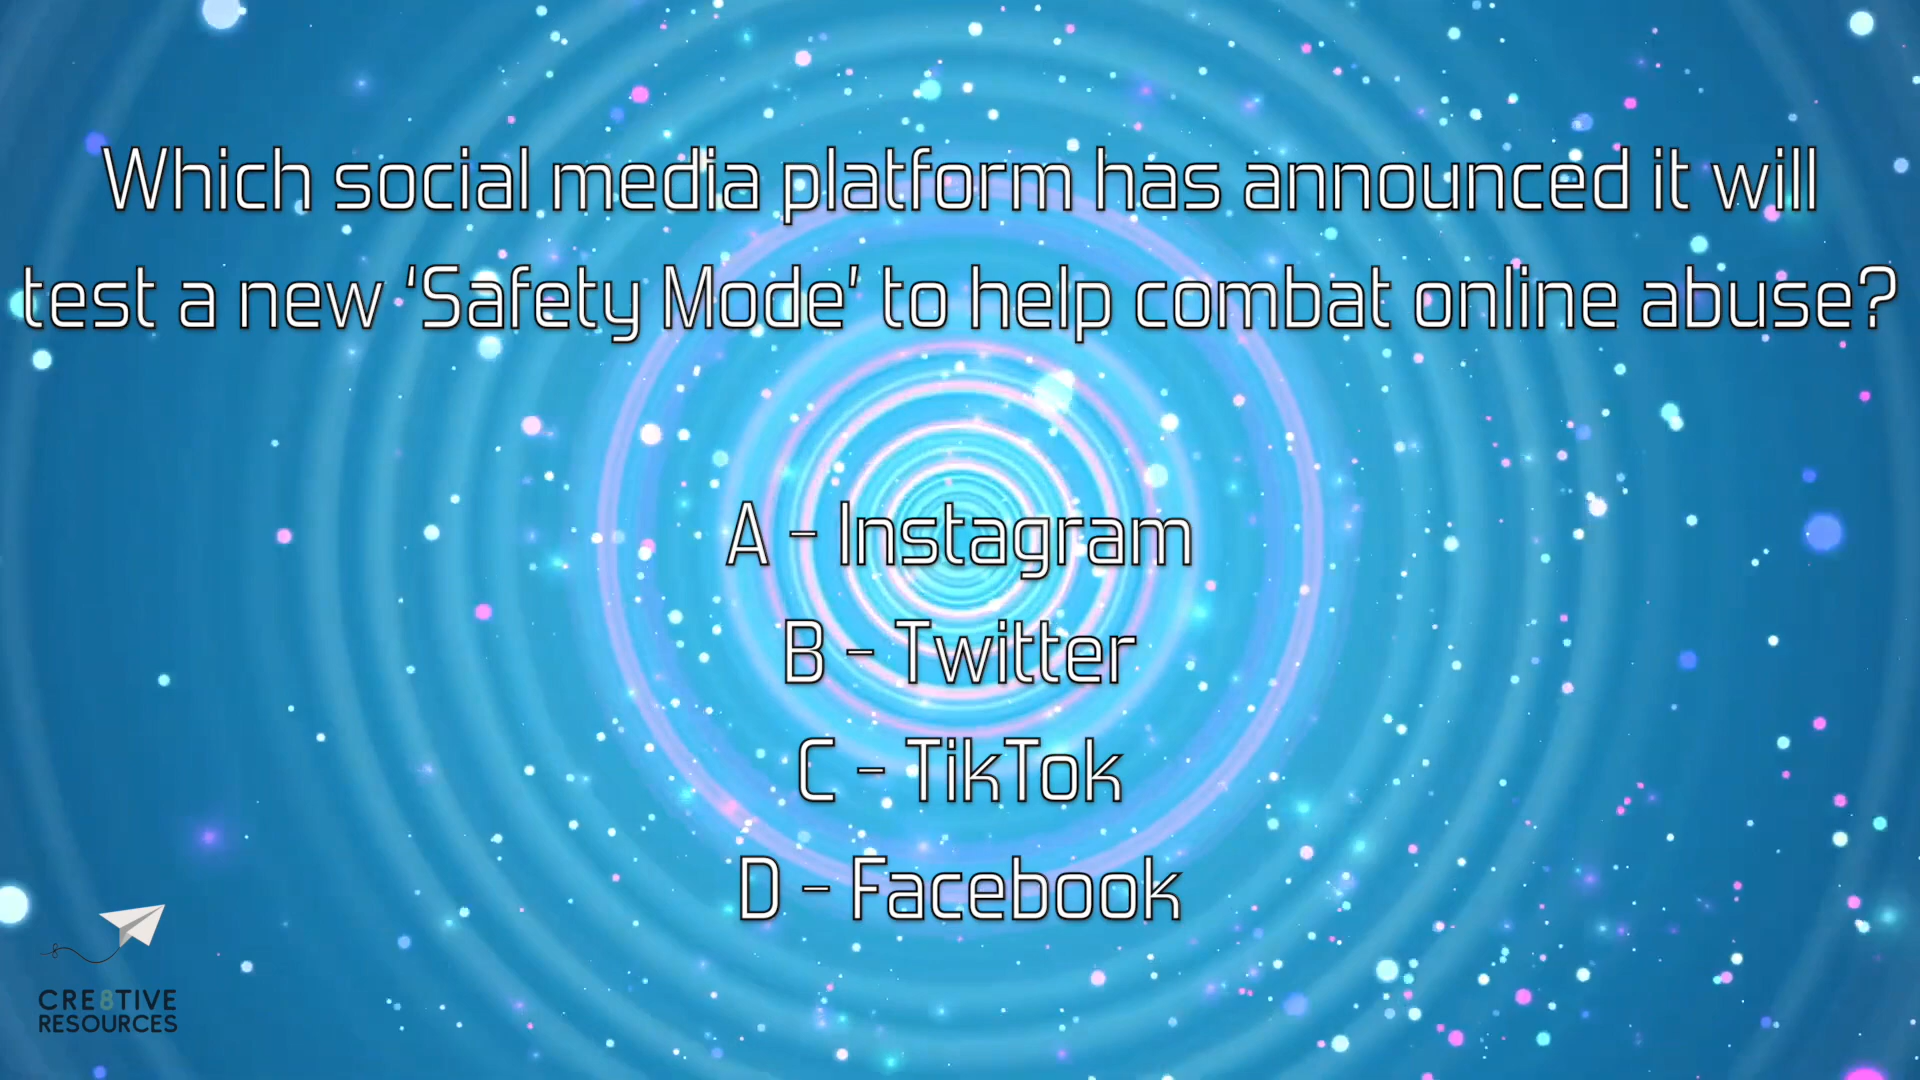 Which social media platform has announced it will
test a new ‘Safety Mode’ to help combat online abuse?
A - Instagram
B - Twitter
C - TikTok
D - Facebook
CRE8TIVE
RESOURCES